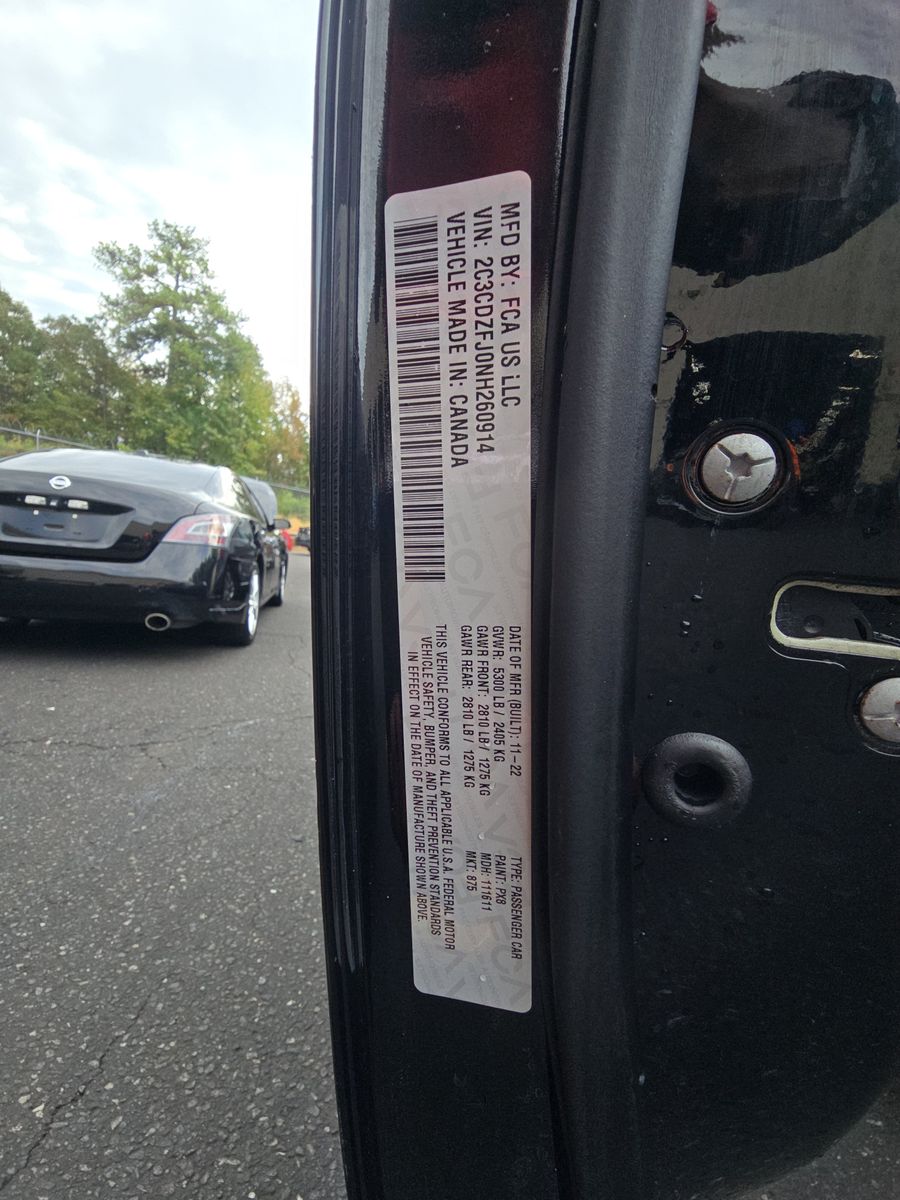 MFD BY: FCA US LLC
VIN: 2C3CDZFJ0NH260914
VEHICLE MADE IN: CANADA
DATE OF MFR (BUILT): 11-22
GVWR: 5300 LB / 2405 KG
GAWR FRONT: 2810 LB / 1275 KG
GAWR REAR: 2810 LB / 1275 KG
TYPE: PASSENGER CAR
PAINT: PX8
MDH: 111611
MKT: 875
THIS VEHICLE CONFORMS TO ALL APPLICABLE U.S.A. FEDERAL MOTOR
VEHICLE SAFETY, BUMPER, AND THEFT PREVENTION STANDARDS
IN EFFECT ON THE DATE OF MANUFACTURE SHOWN ABOVE.